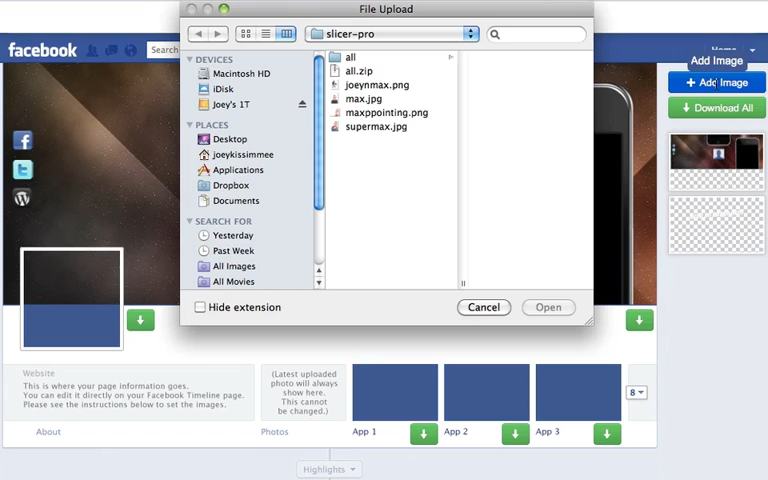 File Upload
slicer-pro
facebook
Search
Home
DEVICES
Macintosh HD
iDisk
Joey's 1T
PLACES
Desktop
joeykissimmee
Applications
Dropbox
Documents
SEARCH FOR
Yesterday
Past Week
All Images
All Movies
all
all.zip
joeynmax.png
max.jpg
maxppointing.png
supermax.jpg
Hide extension
Cancel
Open
Add Image
+ Add Image
Download All
Website
This is where your page information goes.
You can edit it directly on your Facebook Timeline page.
Please see the instructions below to set the images.
(Latest uploaded
photo will always
show here.
This cannot
be changed.)
8
About
Photos
App 1
App 2
App 3
Highlights